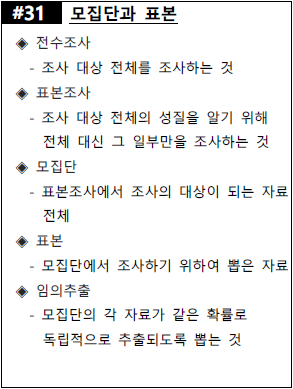 #31 모집단과 표본
◈ 전수조사
- 조사 대상 전체를 조사하는 것
◈ 표본조사
- 조사 대상 전체의 성질을 알기 위해
전체 대신 그 일부만을 조사하는 것
◈ 모집단
- 표본조사에서 조사의 대상이 되는 자료
전체
◈ 표본
- 모집단에서 조사하기 위하여 뽑은 자료
◈ 임의추출
- 모집단의 각 자료가 같은 확률로
독립적으로 추출되도록 뽑는 것